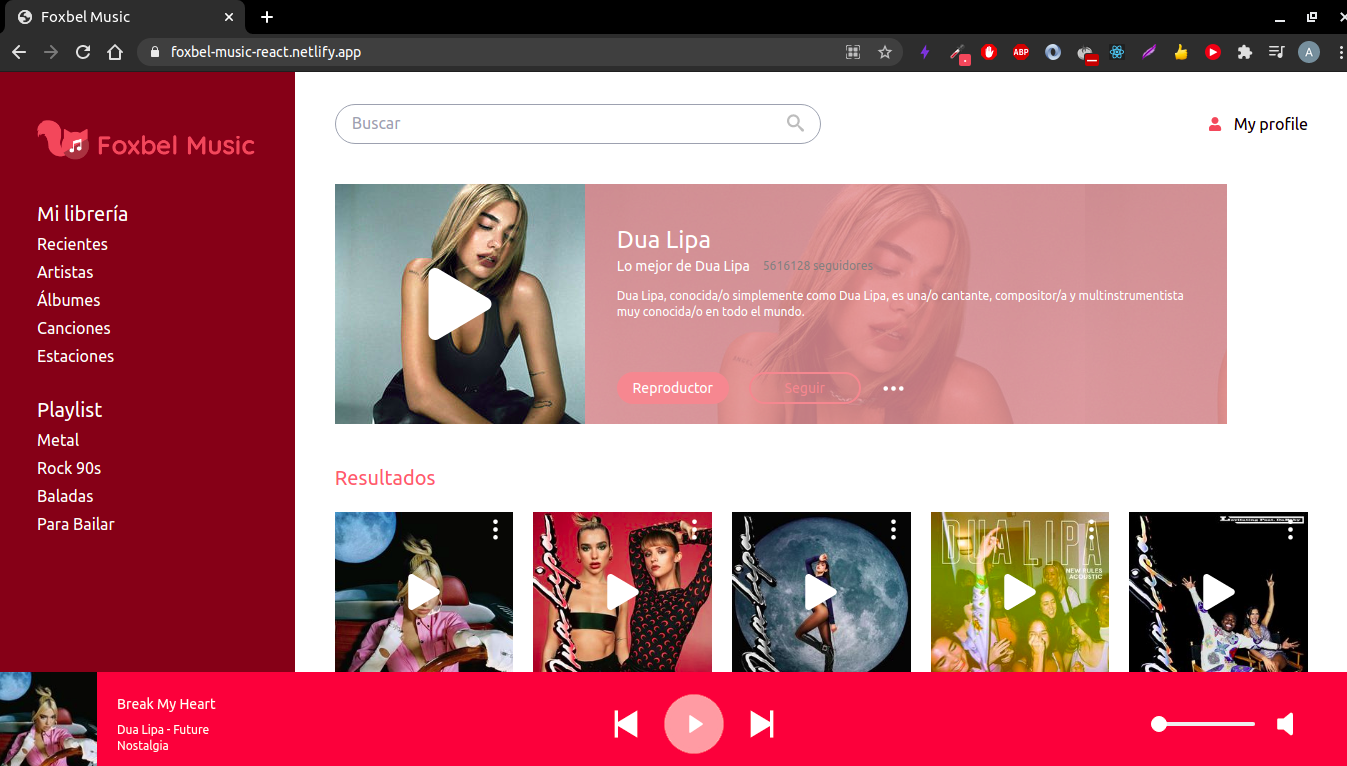 Foxbel Music
foxbel-music-react.netlify.app
ABP
A
Foxbel Music
Buscar
My profile
Mi librería
Recientes
Artistas
Álbumes
Canciones
Estaciones
Playlist
Metal
Rock 90s
Baladas
Para Bailar
Dua Lipa
Lo mejor de Dua Lipa 5616128 seguidores
Dua Lipa, conocida/o simplemente como Dua Lipa, es una/o cantante, compositor/a y multinstrumentista
muy conocida/o en todo el mundo.
Reproductor Seguir
Resultados
DUA LIPA
NEW RULES
ACOUSTIC
Break My Heart
Dua Lipa - Future
Nostalgia